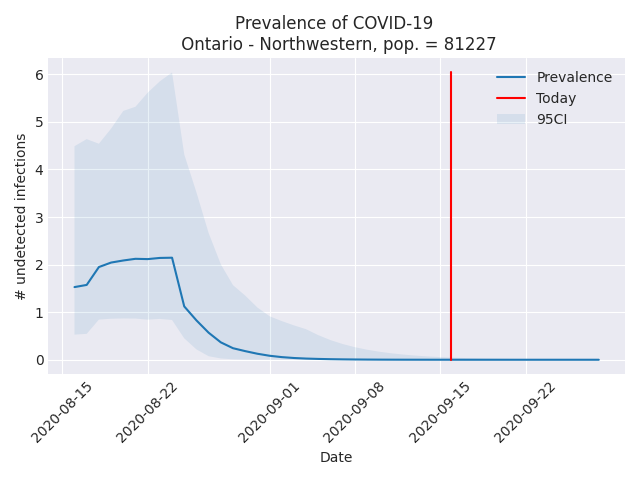 Prevalence of COVID-19
Ontario - Northwestern, pop. = 81227
Prevalence
Today
95CI
# undetected infections
6
5
4
3
2
1
0
2020-08-15
2020-08-22
2020-09-01
2020-09-08
2020-09-15
2020-09-22
Date